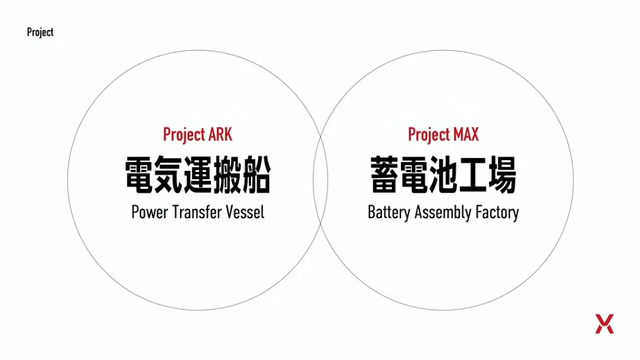 Project
Project ARK
電気運搬船
Power Transfer Vessel
Project MAX
蓄電池工場
Battery Assembly Factory